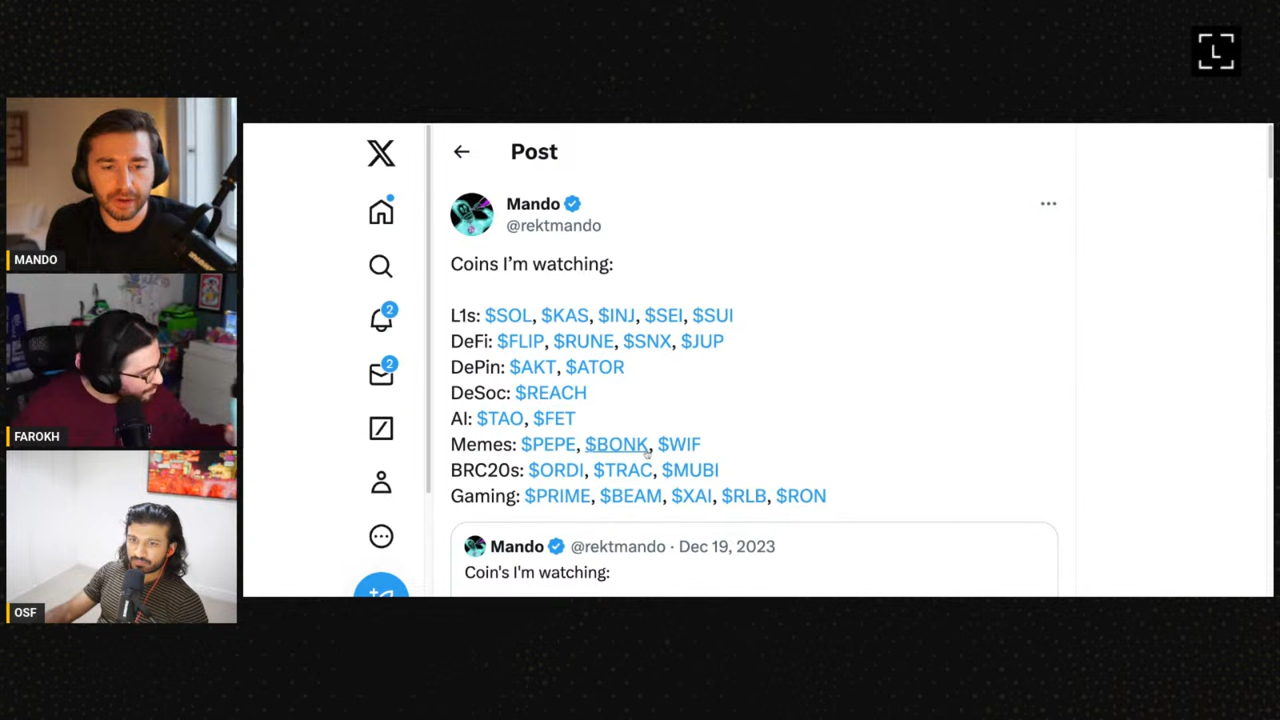 L
MANDO
FAROKH
OSF
X
2
2
Post
Mando
@rektmando
Coins I’m watching:
L1s: $SOL, $KAS, $INJ, $SEI, $SUI
DeFi: $FLIP, $RUNE, $SNX, $JUP
DePin: $AKT, $ATOR
DeSoc: $REACH
AI: $TAO, $FET
Memes: $PEPE, $BONK, $WIF
BRC20s: $ORDI, $TRAC, $MUBI
Gaming: $PRIME, $BEAM, $XAI, $RLB, $RON
Mando @rektmando · Dec 19, 2023
Coin's I'm watching: